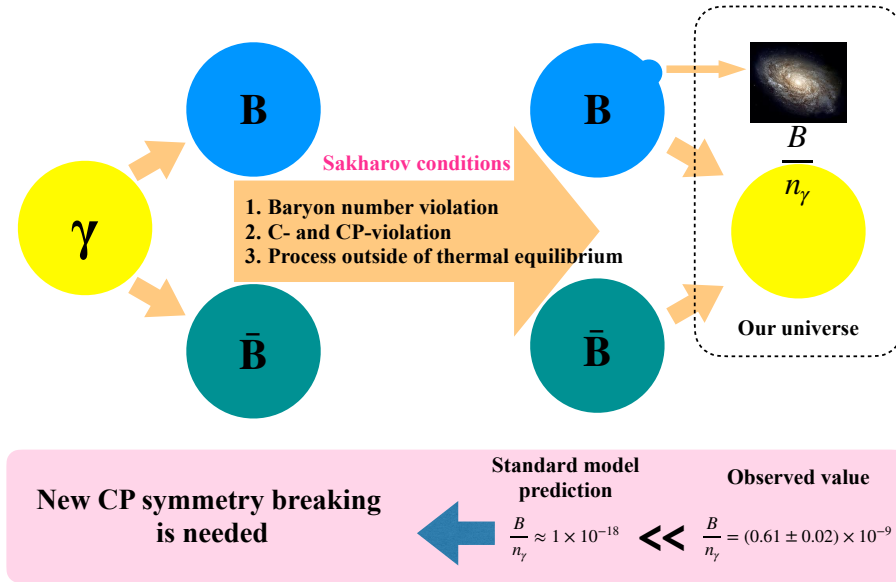 B
B
Sakharov conditions
γ
1. Baryon number violation
2. C- and CP-violation
3. Process outside of thermal equilibrium
B̄
B̄
B
n_γ
Our universe
New CP symmetry breaking
is needed
Standard model
prediction
B/n_γ ≈ 1 × 10⁻¹⁸
<<
Observed value
B/n_γ = (0.61 ± 0.02) × 10⁻⁹